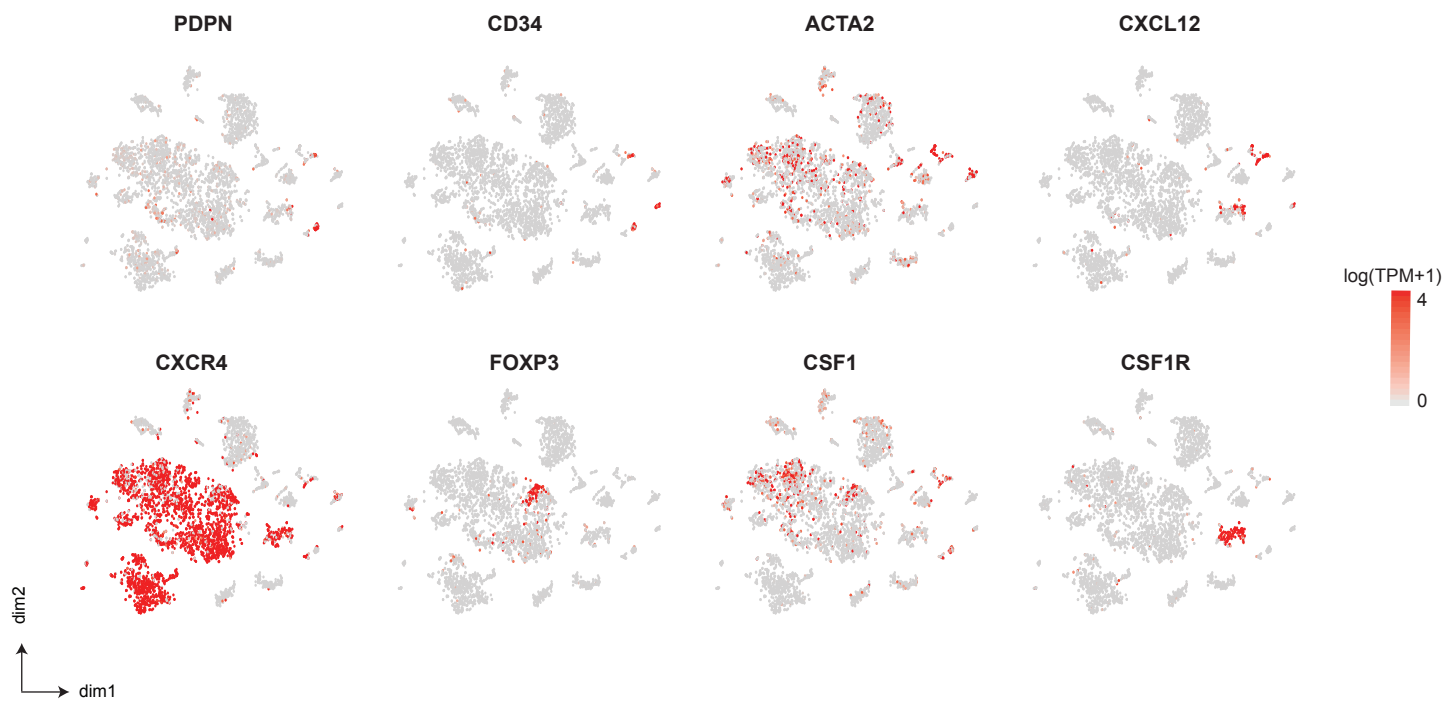 PDPN
CD34
ACTA2
CXCL12
log(TPM+1)
4
0
CXCR4
FOXP3
CSF1
CSF1R
dim2
dim1